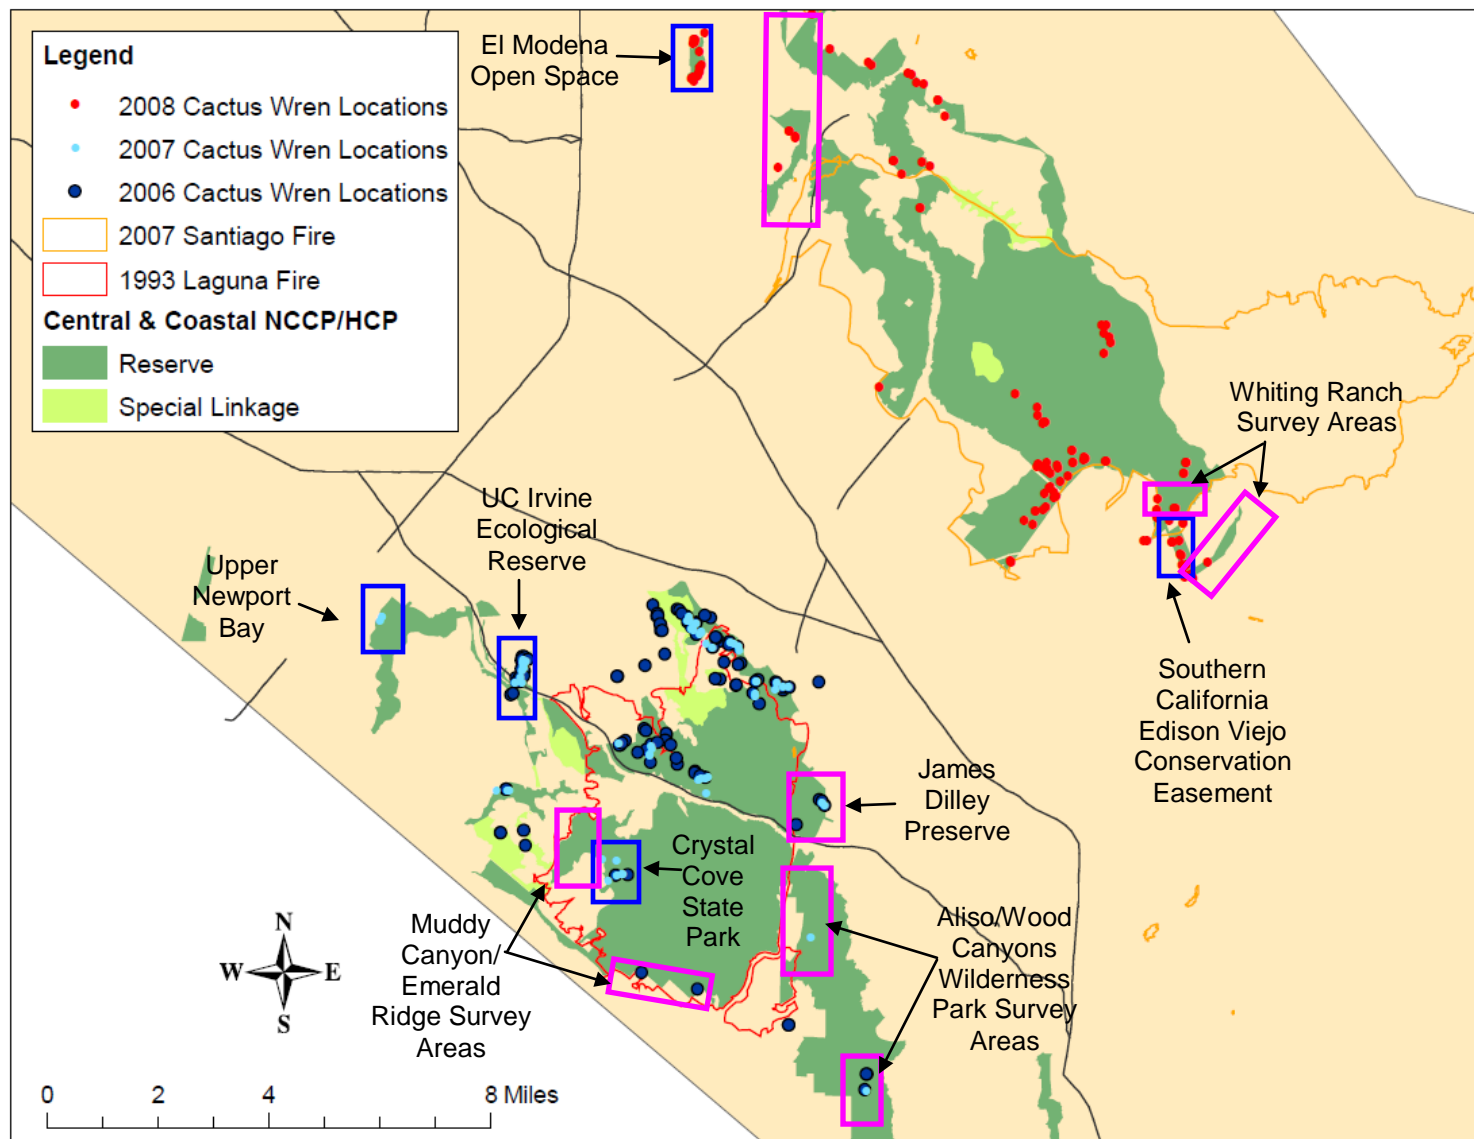 Legend
2008 Cactus Wren Locations
2007 Cactus Wren Locations
2006 Cactus Wren Locations
2007 Santiago Fire
1993 Laguna Fire
Central & Coastal NCCP/HCP
Reserve
Special Linkage
El Modena
Open Space
Whiting Ranch
Survey Areas
UC Irvine
Ecological
Reserve
Upper
Newport
Bay
Southern
California
Edison Viejo
Conservation
Easement
James
Dilley
Preserve
Crystal
Cove
State
Park
Muddy
Canyon/
Emerald
Ridge Survey
Areas
Aliso/Wood
Canyons
Wilderness
Park Survey
Areas
N
W E
S
0 2 4 8 Miles